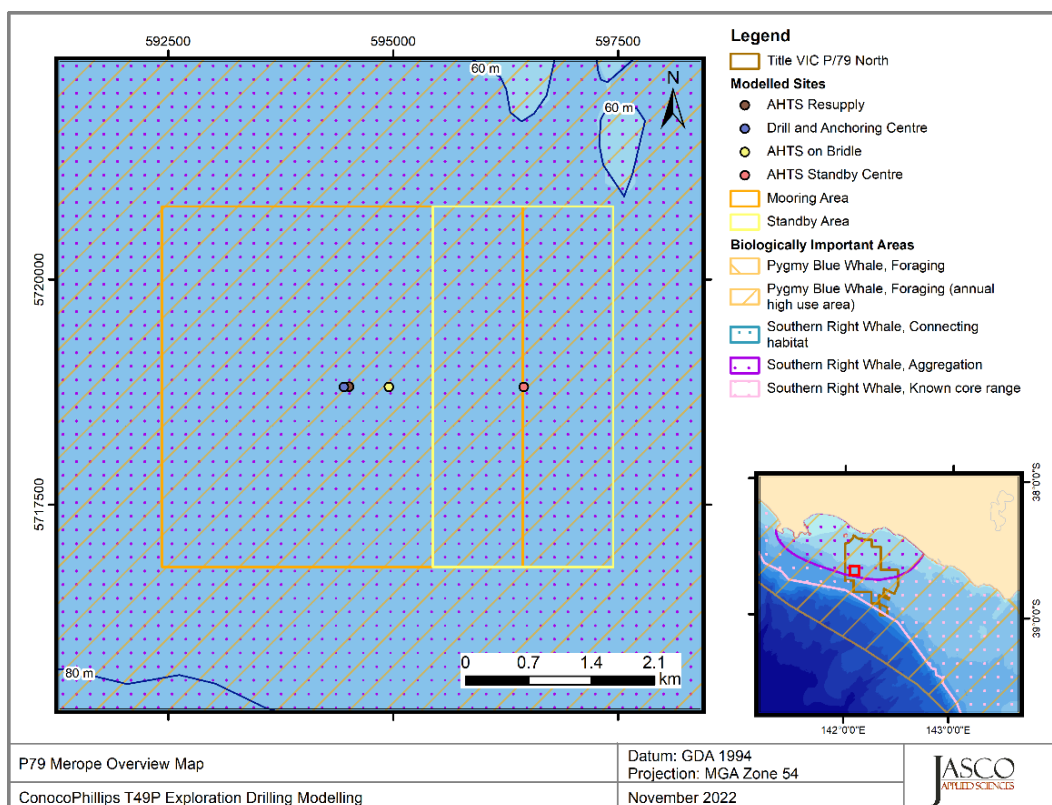 592500
595000
597500
60 m
N
60 m
5720000
5717500
80 m
0 0.7 1.4 2.1
km
Legend
Title VIC P/79 North
Modelled Sites
AHTS Resupply
Drill and Anchoring Centre
AHTS on Bridle
AHTS Standby Centre
Mooring Area
Standby Area
Biologically Important Areas
Pygmy Blue Whale, Foraging
Pygmy Blue Whale, Foraging (annual
high use area)
Southern Right Whale, Connecting
habitat
Southern Right Whale, Aggregation
Southern Right Whale, Known core range
38°0'0"S
39°0'0"S
142°0'0"E
143°0'0"E
P79 Merope Overview Map
ConocoPhillips T49P Exploration Drilling Modelling
Datum: GDA 1994
Projection: MGA Zone 54
November 2022
JASCO
APPLIED SCIENCES